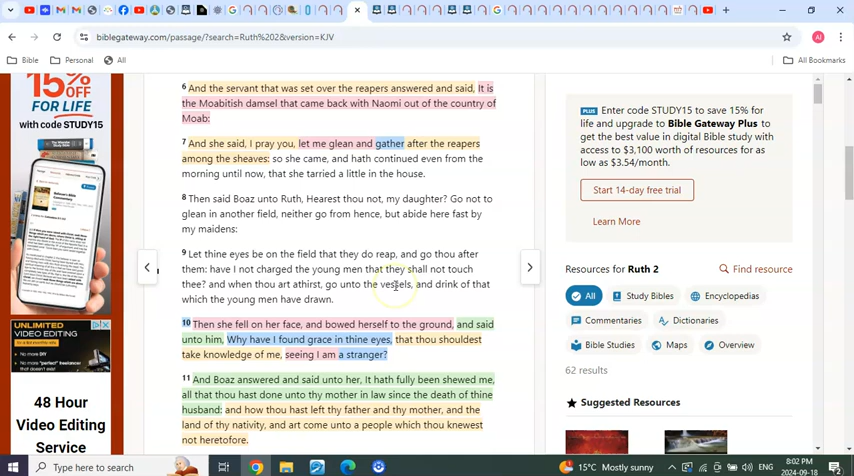 biblegateway.com/passage/?search=Ruth%202&version=KJV
Bible
Personal
All
All Bookmarks
15%
OFF
FOR LIFE
with code STUDY15
UNLIMITED
48 Hour
Video Editing
Service
6 And the servant that was set over the reapers answered and said, It is
the Moabitish damsel that came back with Naomi out of the country of
Moab:
7 And she said, I pray you, let me glean and gather after the reapers
among the sheaves: so she came, and hath continued even from the
morning until now, that she tarried a little in the house.
8 Then said Boaz unto Ruth, Hearest thou not, my daughter? Go not to
glean in another field, neither go from hence, but abide here fast by
my maidens:
9 Let thine eyes be on the field that they do reap, and go thou after
them: have I not charged the young men that they shall not touch
thee? and when thou art athirst, go unto the vessels, and drink of that
which the young men have drawn.
10 Then she fell on her face, and bowed herself to the ground, and said
unto him, Why have I found grace in thine eyes, that thou shouldest
take knowledge of me, seeing I am a stranger?
11 And Boaz answered and said unto her, It hath fully been shewed me,
all that thou hast done unto thy mother in law since the death of thine
husband: and how thou hast left thy father and thy mother, and the
land of thy nativity, and art come unto a people which thou knewest
not heretofore.
PLUS Enter code STUDY15 to save 15% for
life and upgrade to Bible Gateway Plus to
get the best value in digital Bible study with
access to $3,100 worth of resources for as
low as $3.54/month.
Start 14-day free trial
Learn More
Resources for Ruth 2
Find resource
All
Study Bibles
Encyclopedias
Commentaries
Dictionaries
Bible Studies
Maps
Overview
62 results
Suggested Resources
Type here to search
15°C Mostly sunny
ENG
8:02 PM
2024-09-18